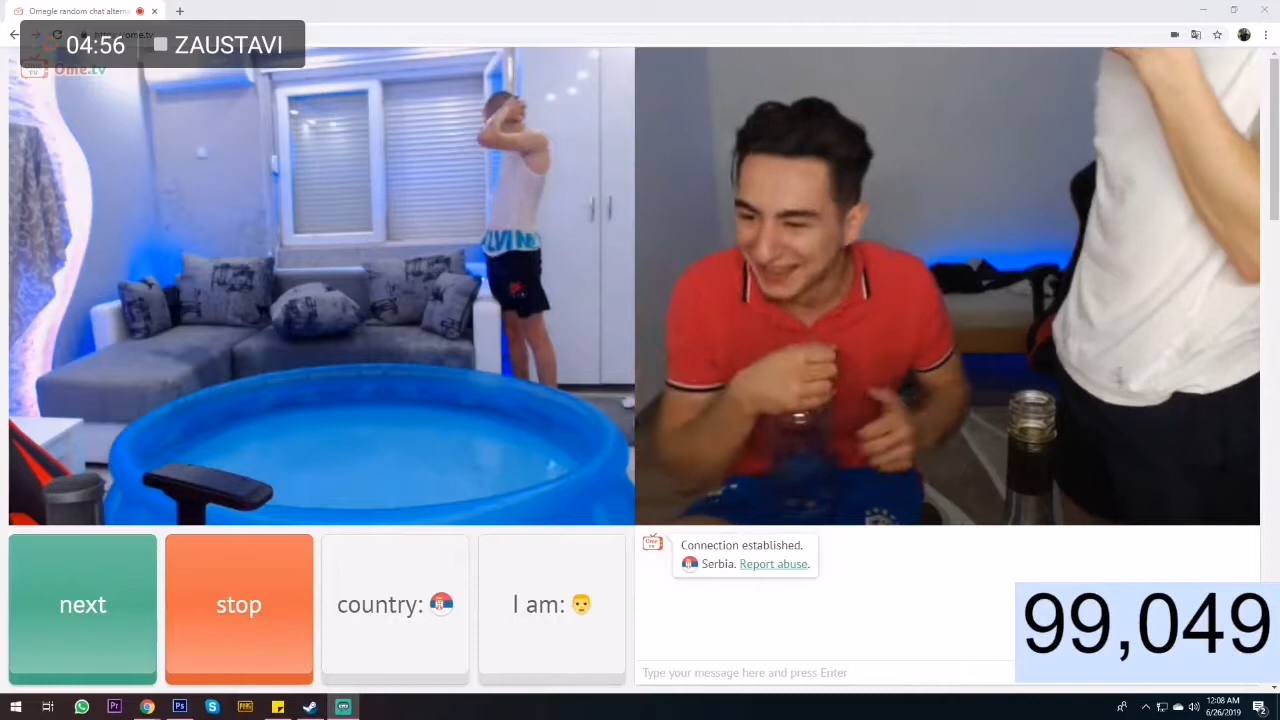 Omegle random chat alterna
04:56 ZAUSTAVI
Ome.tv
next
stop
country:
I am:
Connection established.
Serbia. Report abuse.
Type your message here and press Enter
99,049
12:08 AM
6/26/2019